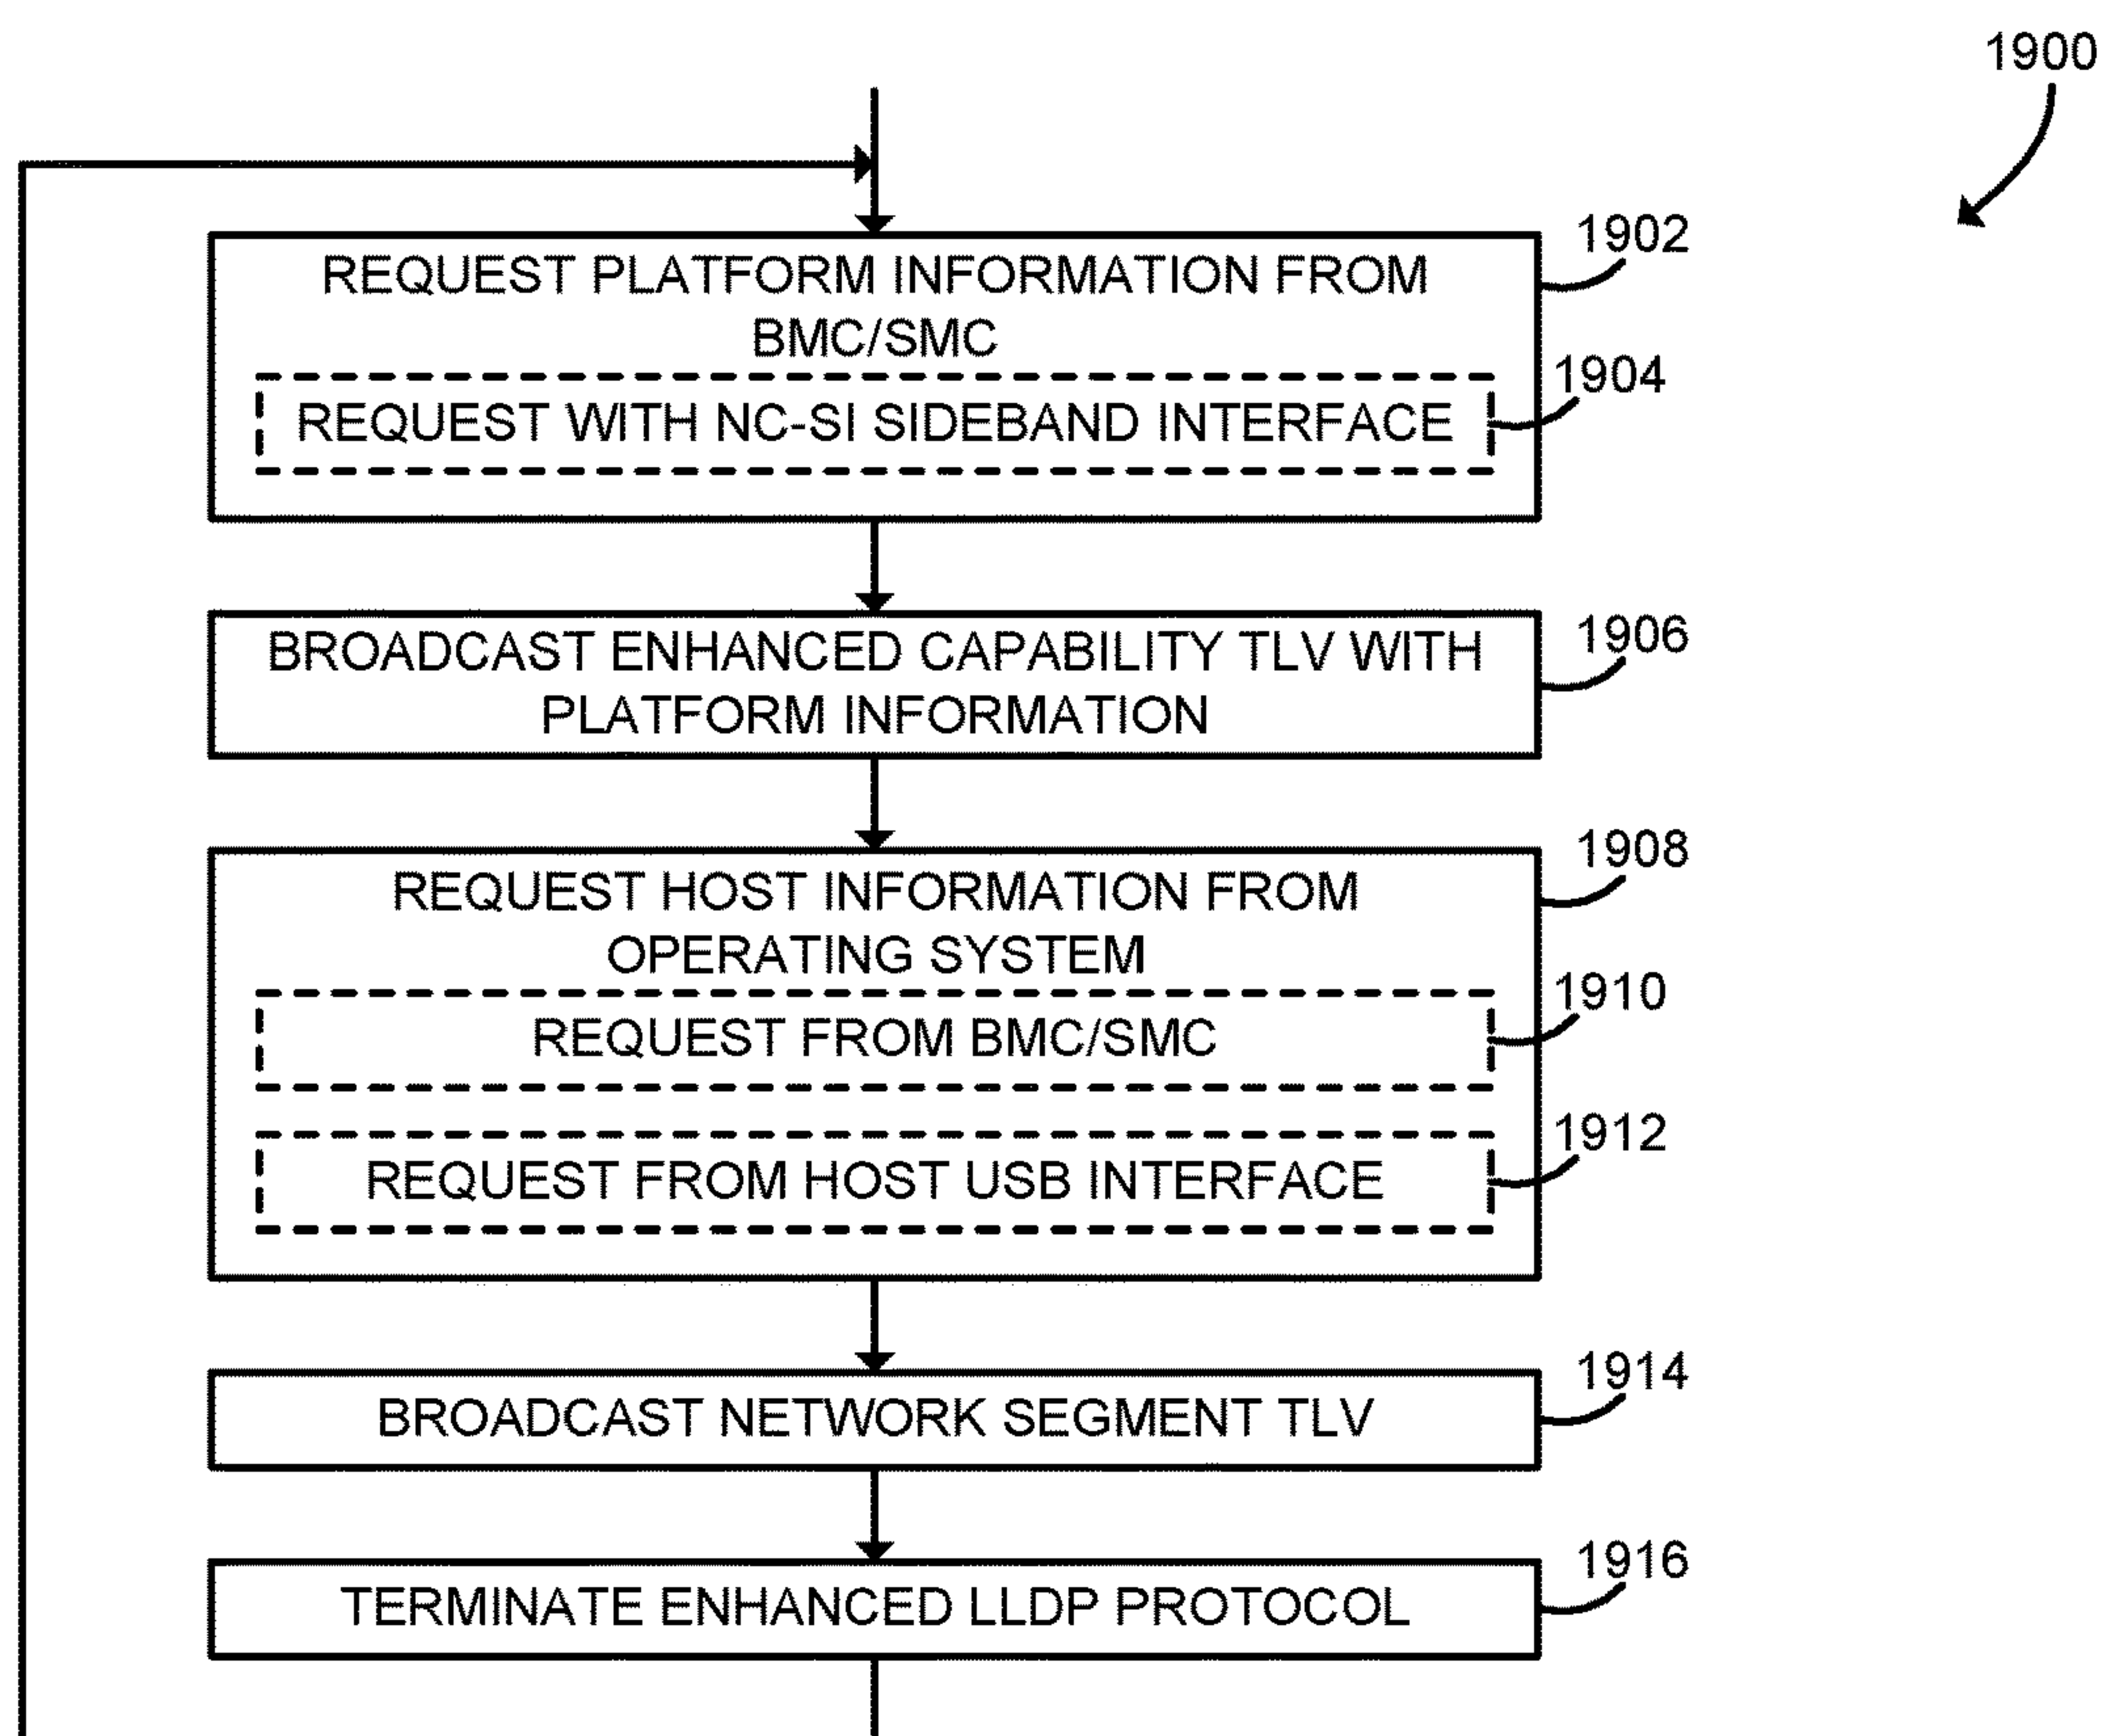 1900
1902
REQUEST PLATFORM INFORMATION FROM
BMC/SMC
1904
REQUEST WITH NC-SI SIDEBAND INTERFACE
1906
BROADCAST ENHANCED CAPABILITY TLV WITH
PLATFORM INFORMATION
1908
REQUEST HOST INFORMATION FROM
OPERATING SYSTEM
1910
REQUEST FROM BMC/SMC
1912
REQUEST FROM HOST USB INTERFACE
1914
BROADCAST NETWORK SEGMENT TLV
1916
TERMINATE ENHANCED LLDP PROTOCOL